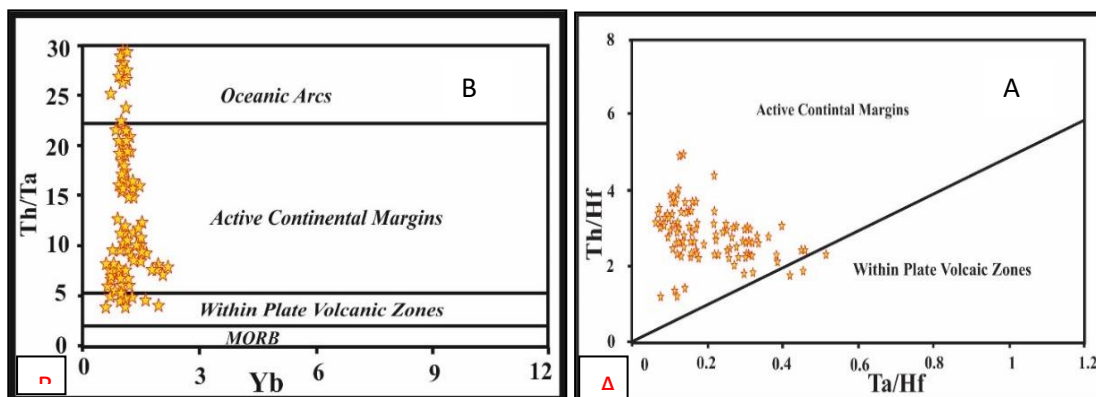 30
25
20
15
10
5
0
Th/Ta
Oceanic Arcs
B
Active Continental Margins
Within Plate Volcanic Zones
MORB
0
3
6
9
12
Yb
8
6
4
2
0
Th/Hf
A
Active Contintal Margins
Within Plate Volcaic Zones
0.2
0.4
0.6
0.8
1
1.2
Ta/Hf